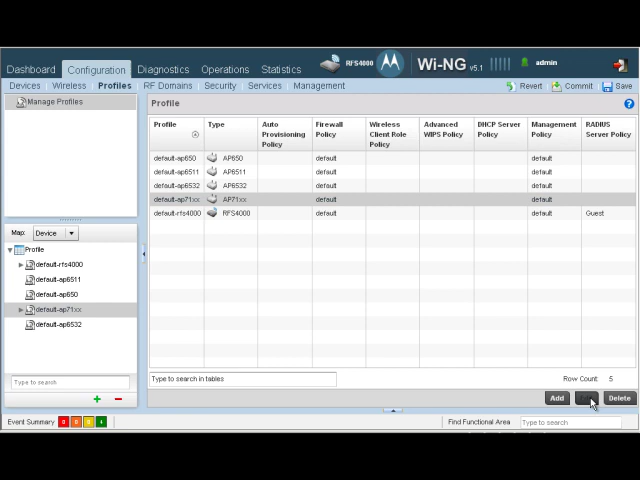 Dashboard Configuration Diagnostics Operations Statistics RFS4000 Wi-NG v5.1 admin
Devices Wireless Profiles RF Domains Security Services Management Revert Commit Save
Manage Profiles
Profile ?
Profile Type Auto Provisioning Policy Firewall Policy Wireless Client Role Policy Advanced WIPS Policy DHCP Server Policy Management Policy RADIUS Server Policy
default-ap650 AP650 default default
default-ap6511 AP6511 default default
default-ap6532 AP6532 default default
default-ap71xx AP71xx default default
default-rfs4000 RFS4000 default default Guest
Map: Device
Profile
default-rfs4000
default-ap6511
default-ap650
default-ap71xx
default-ap6532
Type to search
Type to search in tables Row Count: 5
Add Delete
Event Summary 0 0 0 Find Functional Area Type to search